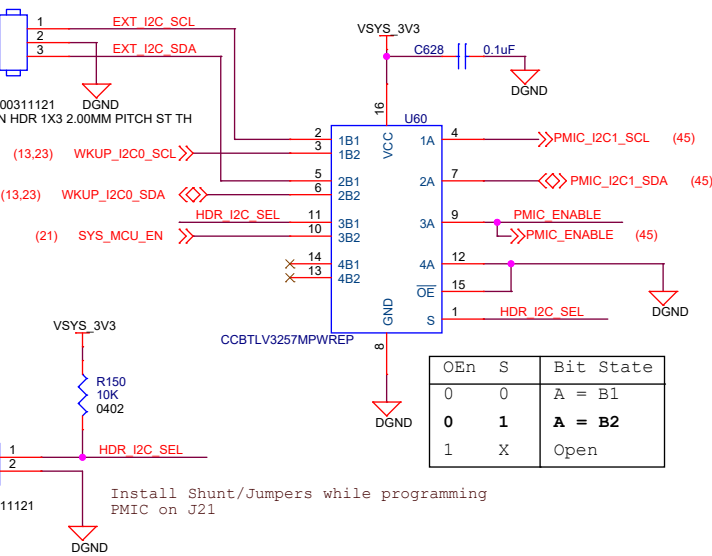 1 EXT_I2C_SCL
2
3 EXT_I2C_SDA
00311121
N HDR 1X3 2.00MM PITCH ST TH
DGND
VSYS_3V3
C628 0.1uF
DGND
16
U60
VCC
2 1B1
3 1B2
5 2B1
6 2B2
11 3B1
10 3B2
14 4B1
13 4B2
1A 4
2A 7
3A 9
4A 12
OE 15
S 1
GND
8
DGND
CCBTLV3257MPWREP
(13,23) WKUP_I2C0_SCL
(13,23) WKUP_I2C0_SDA
HDR_I2C_SEL
(21) SYS_MCU_EN
PMIC_I2C1_SCL (45)
PMIC_I2C1_SDA (45)
PMIC_ENABLE
PMIC_ENABLE (45)
HDR_I2C_SEL
DGND
VSYS_3V3
R150
10K
0402
1 HDR_I2C_SEL
2
11121
DGND
OEn S Bit State
0 0 A = B1
0 1 A = B2
1 X Open
Install Shunt/Jumpers while programming
PMIC on J21